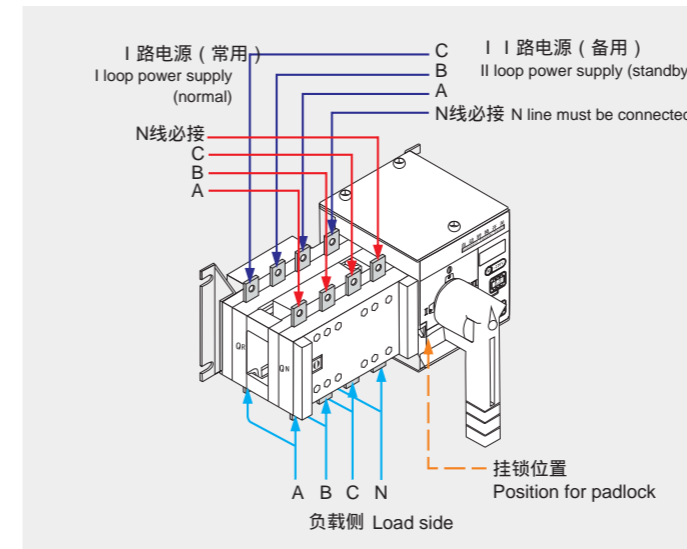 I 路电源(常用)
I loop power supply
(normal)
C
B
A
N线必接 N line must be connected
I I 路电源(备用)
II loop power supply (standby
N线必接
C
B
A
QR
QN
A B C N
负载侧 Load side
挂锁位置
Position for padlock